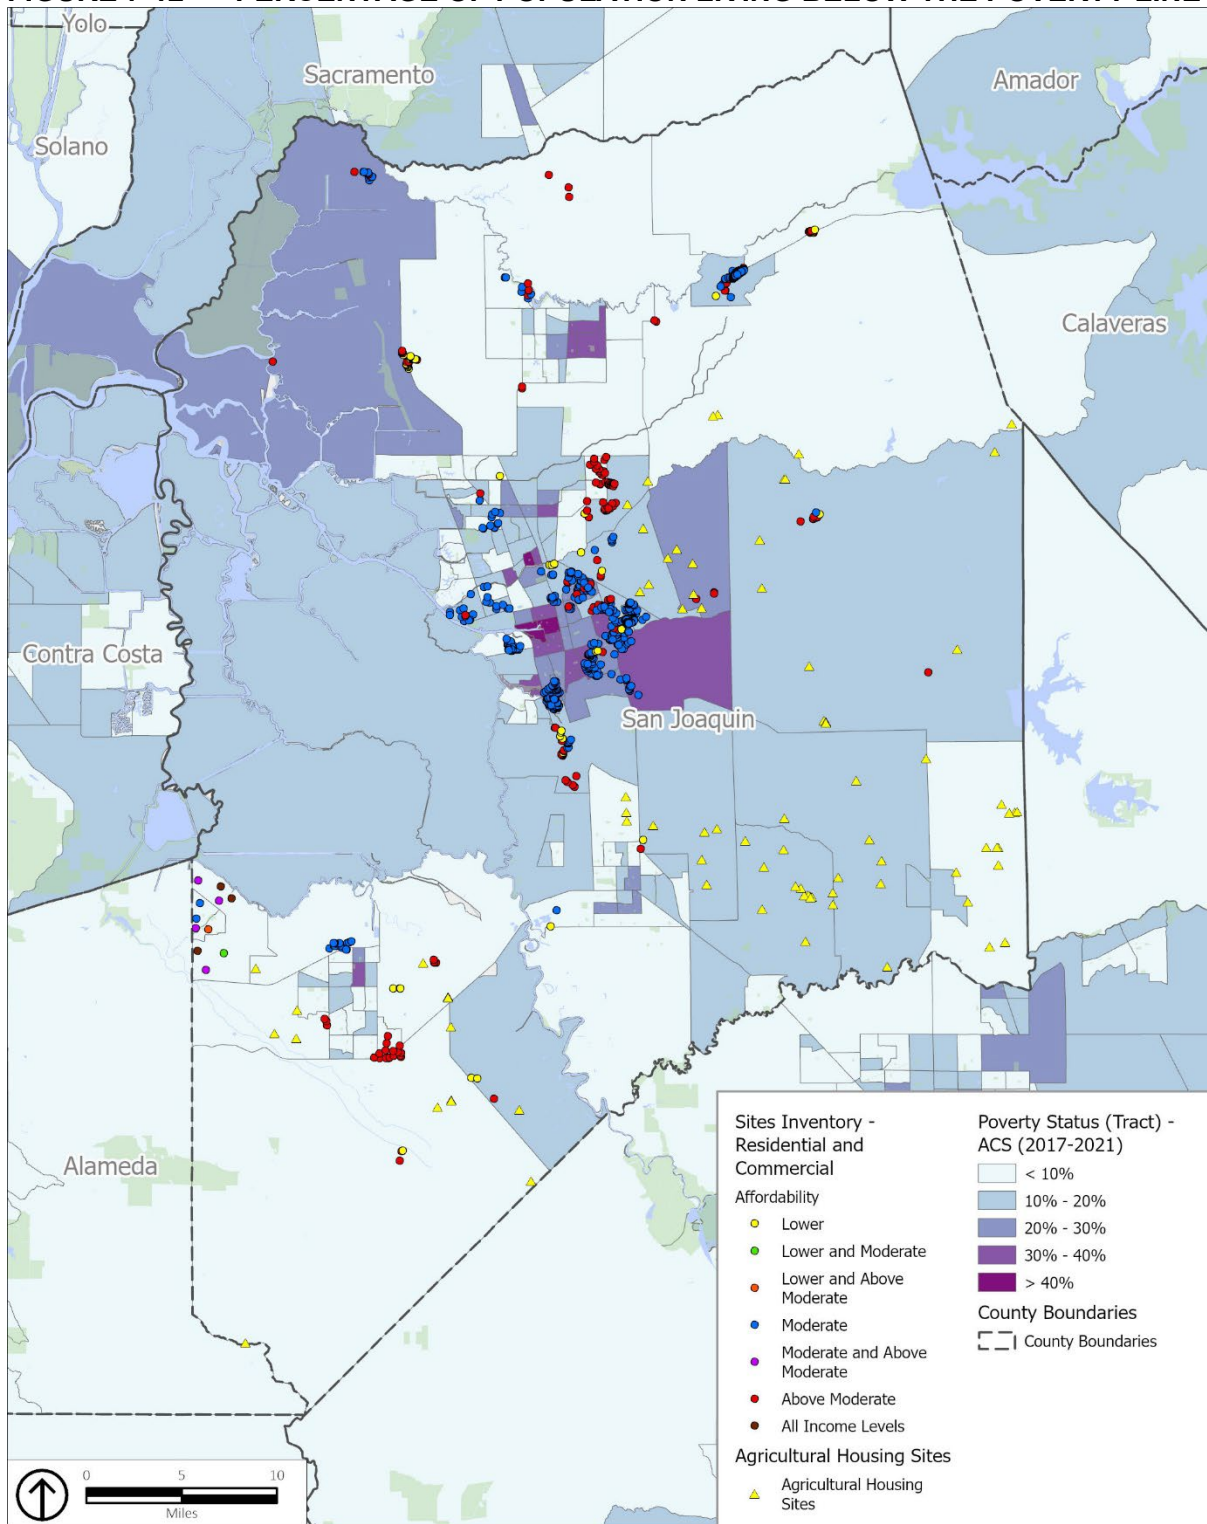 Yolo
Sacramento
Amador
Solano
Calaveras
Contra Costa
San Joaquin
Alameda
Sites Inventory -
Residential and
Commercial
Affordability
Lower
Lower and Moderate
Lower and Above
Moderate
Moderate
Moderate and Above
Moderate
Above Moderate
All Income Levels
Agricultural Housing Sites
Agricultural Housing
Sites
Poverty Status (Tract) -
ACS (2017-2021)
< 10%
10% - 20%
20% - 30%
30% - 40%
> 40%
County Boundaries
County Boundaries
0 5 10
Miles